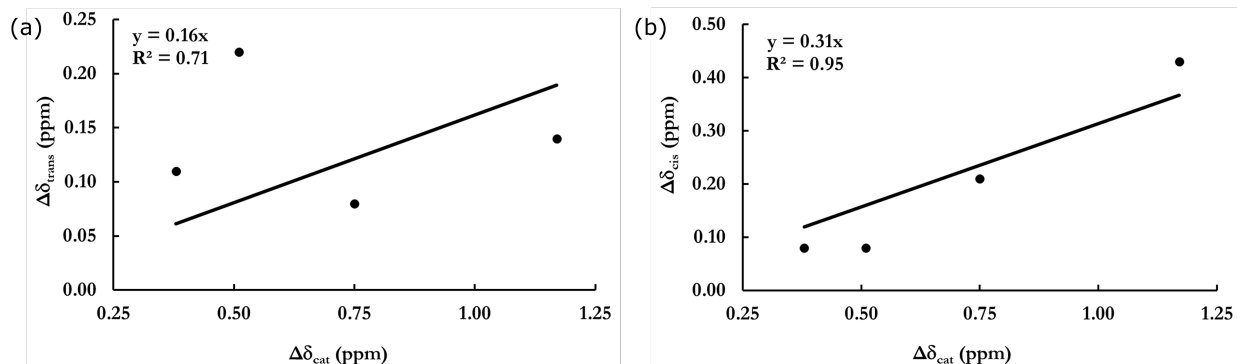 (a)
y = 0.16x
R² = 0.71
0.25
0.20
0.15
0.10
0.05
0.00
Δδtrans (ppm)
0.25 0.50 0.75 1.00 1.25
Δδcat (ppm)
(b)
y = 0.31x
R² = 0.95
0.50
0.40
0.30
0.20
0.10
0.00
Δδcis (ppm)
0.25 0.50 0.75 1.00 1.25
Δδcat (ppm)